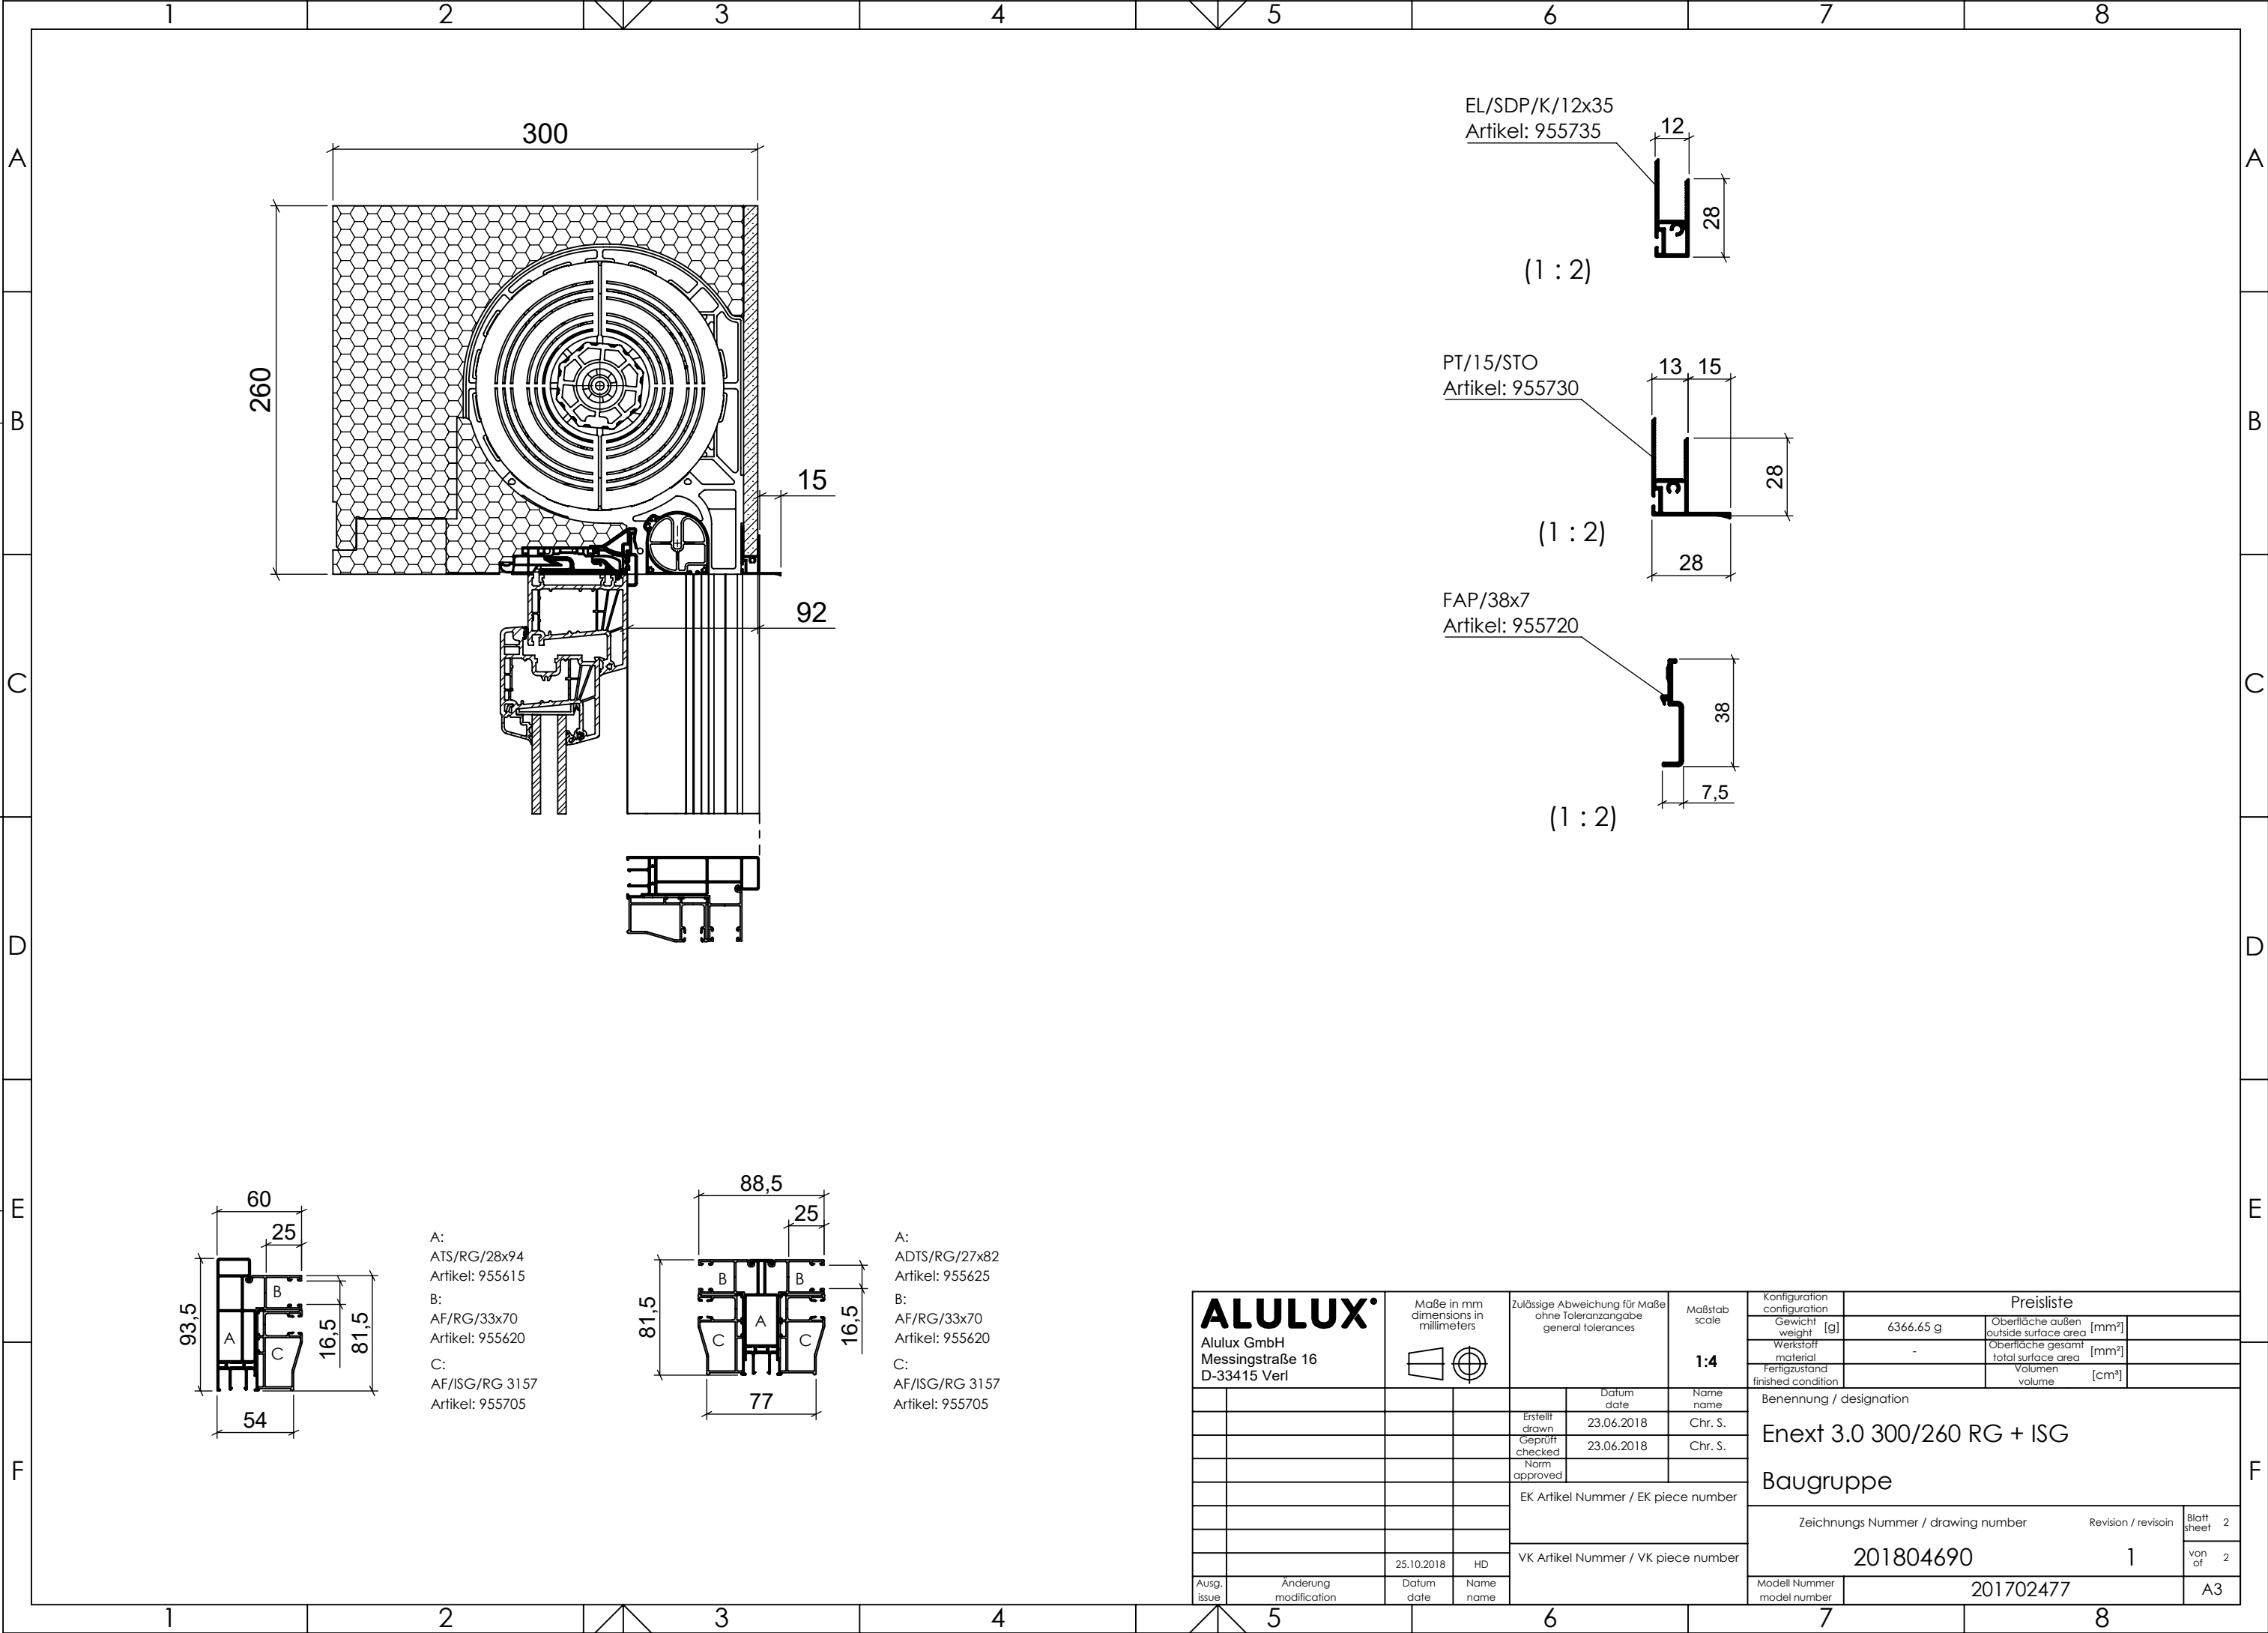 1 2 3 4 5 6 7 8
A A
B B
C C
D D
E E
F F
300
260
15
92
EL/SDP/K/12x35
Artikel: 955735
12
28
(1 : 2)
PT/15/STO
Artikel: 955730
13 15
28
(1 : 2)
28
FAP/38x7
Artikel: 955720
38
7,5
(1 : 2)
60
25
93,5
16,5
81,5
54
A
B
C
A:
ATS/RG/28x94
Artikel: 955615
B:
AF/RG/33x70
Artikel: 955620
C:
AF/ISG/RG 3157
Artikel: 955705
88,5
25
81,5
16,5
77
B B
A
C C
A:
ADTS/RG/27x82
Artikel: 955625
B:
AF/RG/33x70
Artikel: 955620
C:
AF/ISG/RG 3157
Artikel: 955705
ALULUX
Alulux GmbH
Messingstraße 16
D-33415 Verl
Maße in mm
dimensions in
millimeters
Zulässige Abweichung für Maße
ohne Toleranzangabe
general tolerances
Maßstab
scale
1:4
Konfiguration
configuration
Preisliste
Gewicht
weight [g]
6366.65 g
Oberfläche außen
outside surface area [mm²]
Werkstoff
material
-
Oberfläche gesamt
total surface area [mm²]
Fertigzustand
finished condition
Volumen
volume [cm³]
Datum
date
Name
name
Erstellt
drawn
23.06.2018
Chr. S.
Geprüft
checked
23.06.2018
Chr. S.
Norm
approved
Benennung / designation
Enext 3.0 300/260 RG + ISG
Baugruppe
EK Artikel Nummer / EK piece number
VK Artikel Nummer / VK piece number
Zeichnungs Nummer / drawing number
201804690
Revision / revisoin
1
Blatt
sheet 2
von
of 2
Modell Nummer
model number
201702477
A3
25.10.2018
HD
Ausg.
issue
Änderung
modification
Datum
date
Name
name
1 2 3 4 5 6 7 8